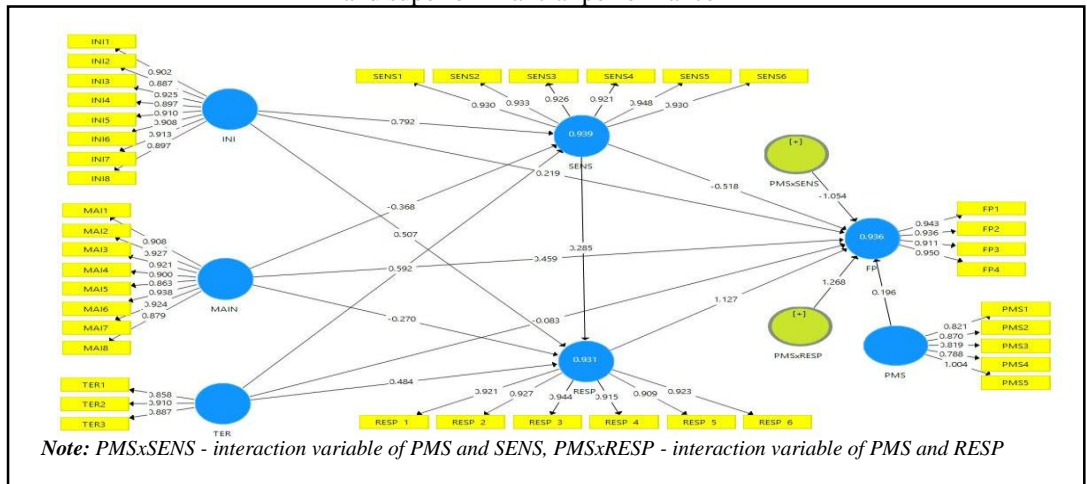 and superior financial performance
INI1
INI2
INI3
INI4
INI5
INI6
INI7
INI8
0.902
0.887
0.925
0.897
0.910
0.908
0.913
0.897
INI
SENS1
SENS2
SENS3
SENS4
SENS5
SENS6
0.930
0.933
0.926
0.921
0.948
0.930
0.939
SENS
0.792
0.219
-0.368
0.507
0.592
0.459
-0.518
0.285
-0.270
-0.083
1.127
0.484
[+]
PMSxSENS
-1.054
0.936
FP
0.943
0.936
0.911
0.950
FP1
FP2
FP3
FP4
MAI1
MAI2
MAI3
MAI4
MAI5
MAI6
MAI7
MAI8
0.908
0.927
0.921
0.900
0.863
0.938
0.924
0.879
MAIN
1.268
[+]
PMSxRESP
0.196
PMS
0.821
0.870
0.819
0.788
1.004
PMS1
PMS2
PMS3
PMS4
PMS5
TER1
TER2
TER3
0.858
0.910
0.887
TER
0.931
RESP
0.921
0.927
0.944
0.915
0.909
0.923
RESP 1
RESP 2
RESP 3
RESP 4
RESP 5
RESP 6
Note: PMSxSENS - interaction variable of PMS and SENS, PMSxRESP - interaction variable of PMS and RESP